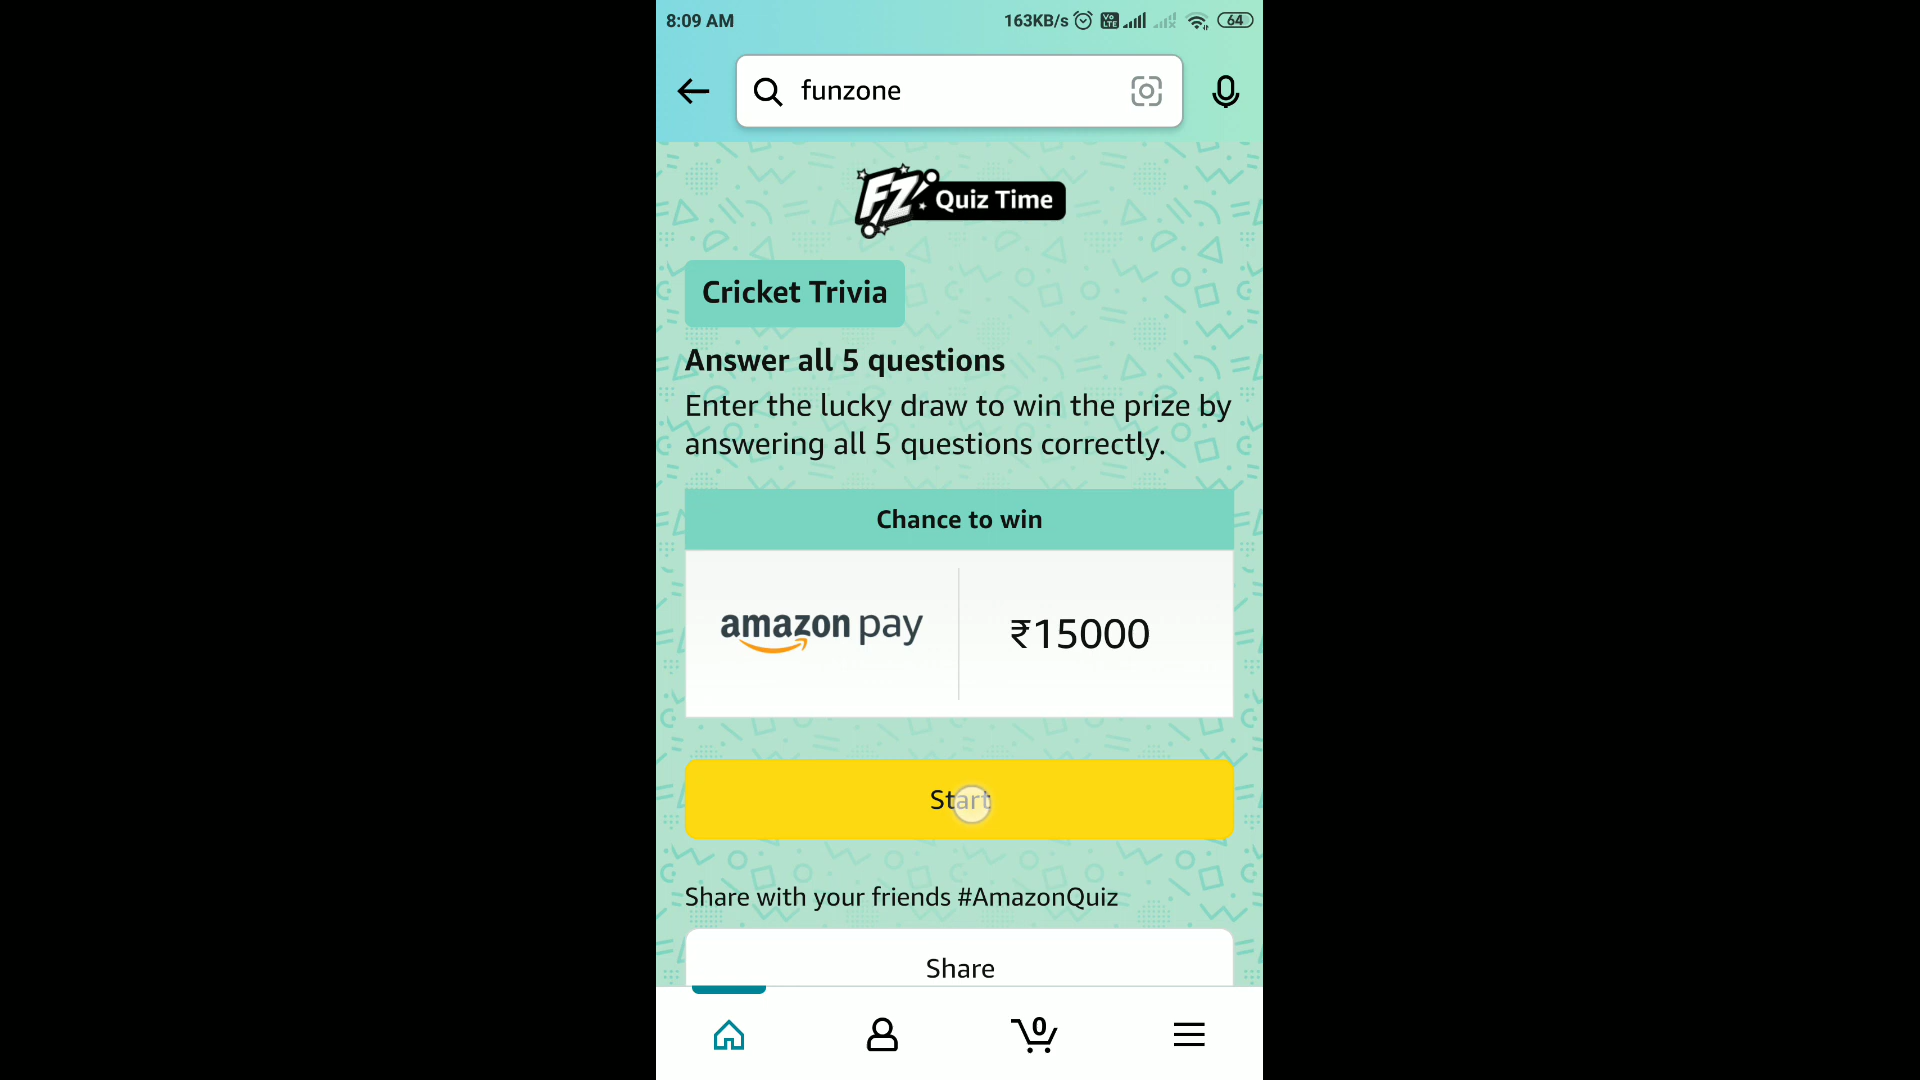 8:09 AM 163KB/s Vo LTE 64
funzone
FZ Quiz Time
Cricket Trivia
Answer all 5 questions
Enter the lucky draw to win the prize by
answering all 5 questions correctly.
Chance to win
amazon pay ₹15000
Start
Share with your friends #AmazonQuiz
Share
0